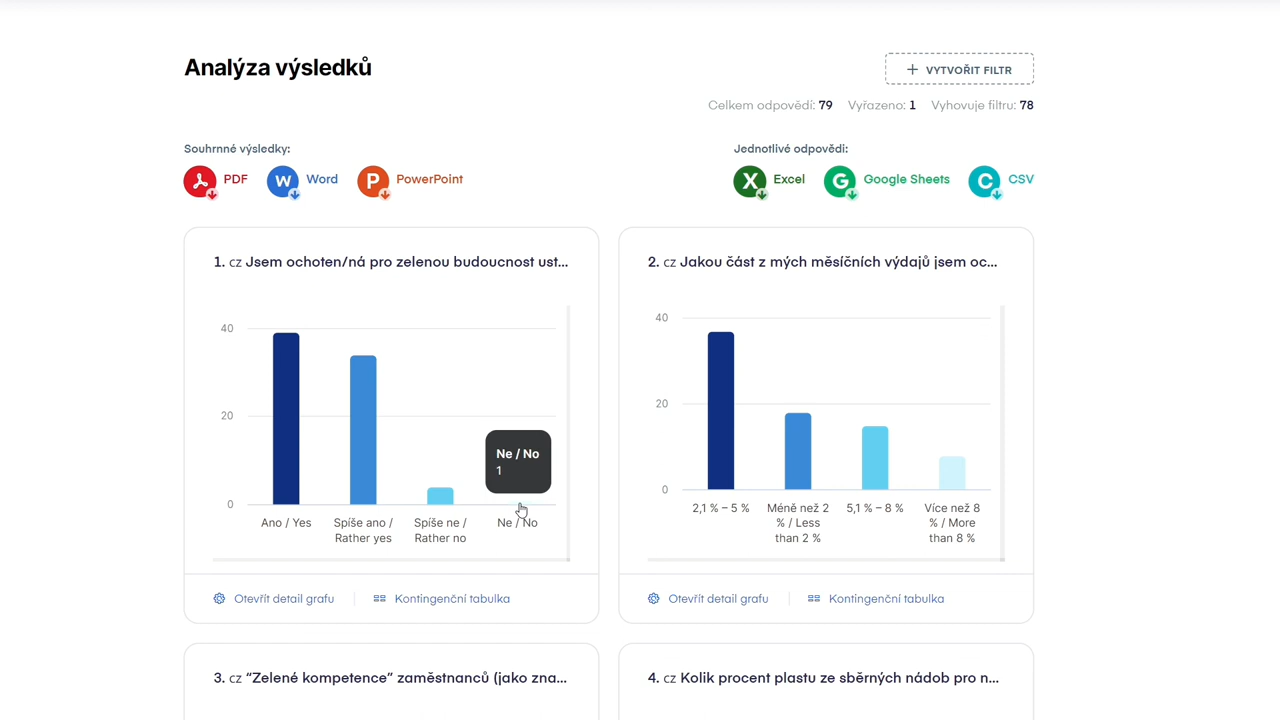 Analýza výsledků
VYTVOŘIT FILTR
Celkem odpovědí: 79 Vyřazeno: 1 Vyhovuje filtru: 78
Souhrnné výsledky:
PDF
W Word
P PowerPoint
Jednotlivé odpovědi:
X Excel
G Google Sheets
C CSV
1. CZ Jsem ochoten/ná pro zelenou budoucnost ust...
40
20
0
Ne / No
1
Ano / Yes
Spíše ano /
Rather yes
Spíše ne /
Rather no
Ne / No
Otevřít detail grafu
Kontingenční tabulka
2. CZ Jakou část z mých měsíčních výdajů jsem oc...
40
20
0
2,1 % – 5 %
Méně než 2
% / Less
than 2 %
5,1 % – 8 %
Více než 8
% / More
than 8 %
Otevřít detail grafu
Kontingenční tabulka
3. CZ “Zelené kompetence” zaměstnanců (jako zna...
4. CZ Kolik procent plastu ze sběrných nádob pro n...